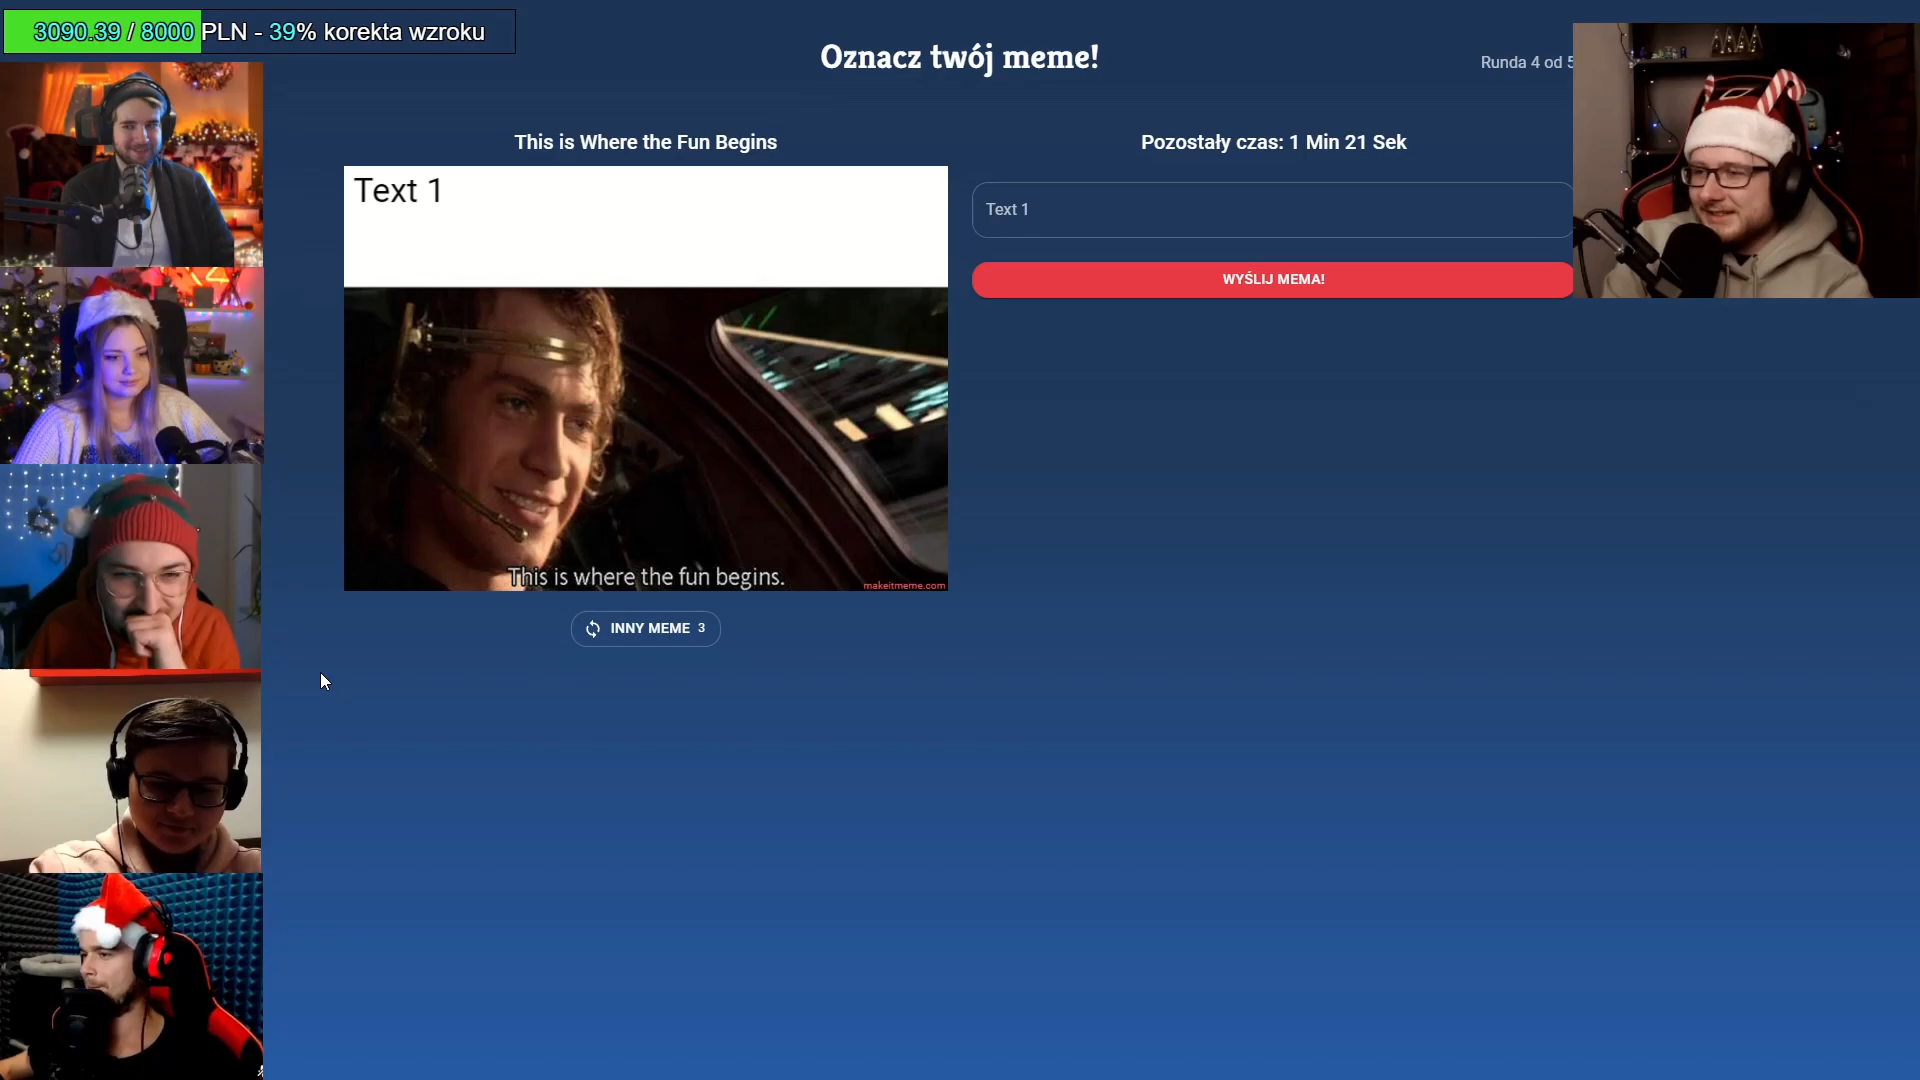 3090.39 / 8000 PLN - 39% korekta wzroku
Oznacz twój meme!
Runda 4 od 5
This is Where the Fun Begins
Pozostały czas: 1 Min 21 Sek
Text 1
Text 1
WYŚLIJ MEMA!
This is where the fun begins.
makeitmeme.com
INNY MEME 3